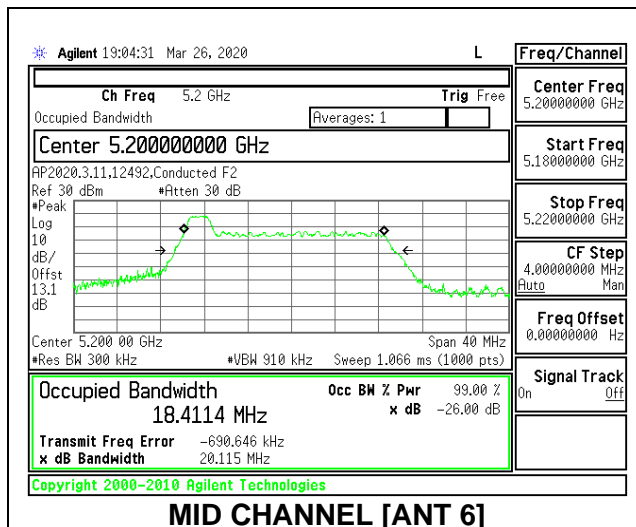 Agilent 19:04:31 Mar 26, 2020 L
Freq/Channel
Ch Freq 5.2 GHz Trig Free
Occupied Bandwidth Averages: 1
Center 5.200000000 GHz
AP2020.3.11,12492,Conducted F2
Ref 30 dBm #Atten 30 dB
#Peak
Log
10
dB/
Offst
13.1
dB
Center 5.200 00 GHz Span 40 MHz
#Res BW 300 kHz #VBW 910 kHz Sweep 1.066 ms (1000 pts)
Occupied Bandwidth Occ BW % Pwr 99.00 %
18.4114 MHz x dB -26.00 dB
Transmit Freq Error -690.646 kHz
x dB Bandwidth 20.115 MHz
Copyright 2000-2010 Agilent Technologies
Center Freq
5.20000000 GHz
Start Freq
5.18000000 GHz
Stop Freq
5.22000000 GHz
CF Step
4.00000000 MHz
Auto Man
Freq Offset
0.00000000 Hz
Signal Track
On Off
MID CHANNEL [ANT 6]